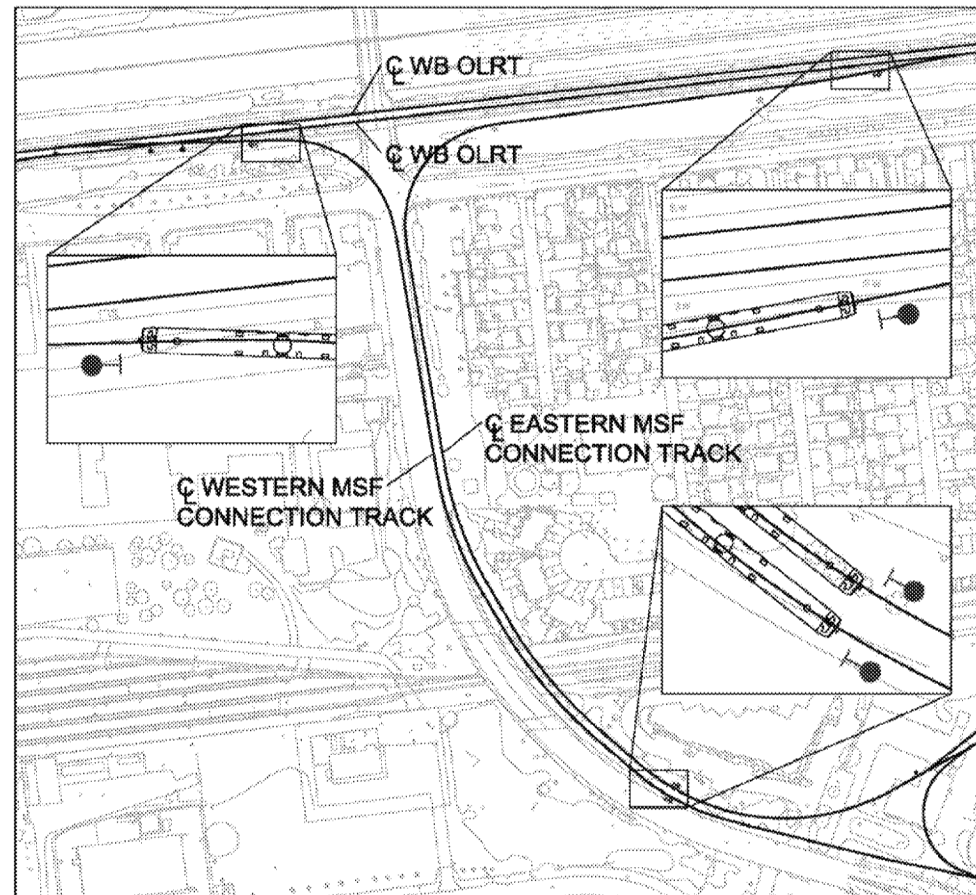 ℄ WB OLRT
℄ WB OLRT
℄ EASTERN MSF
CONNECTION TRACK
℄ WESTERN MSF
CONNECTION TRACK